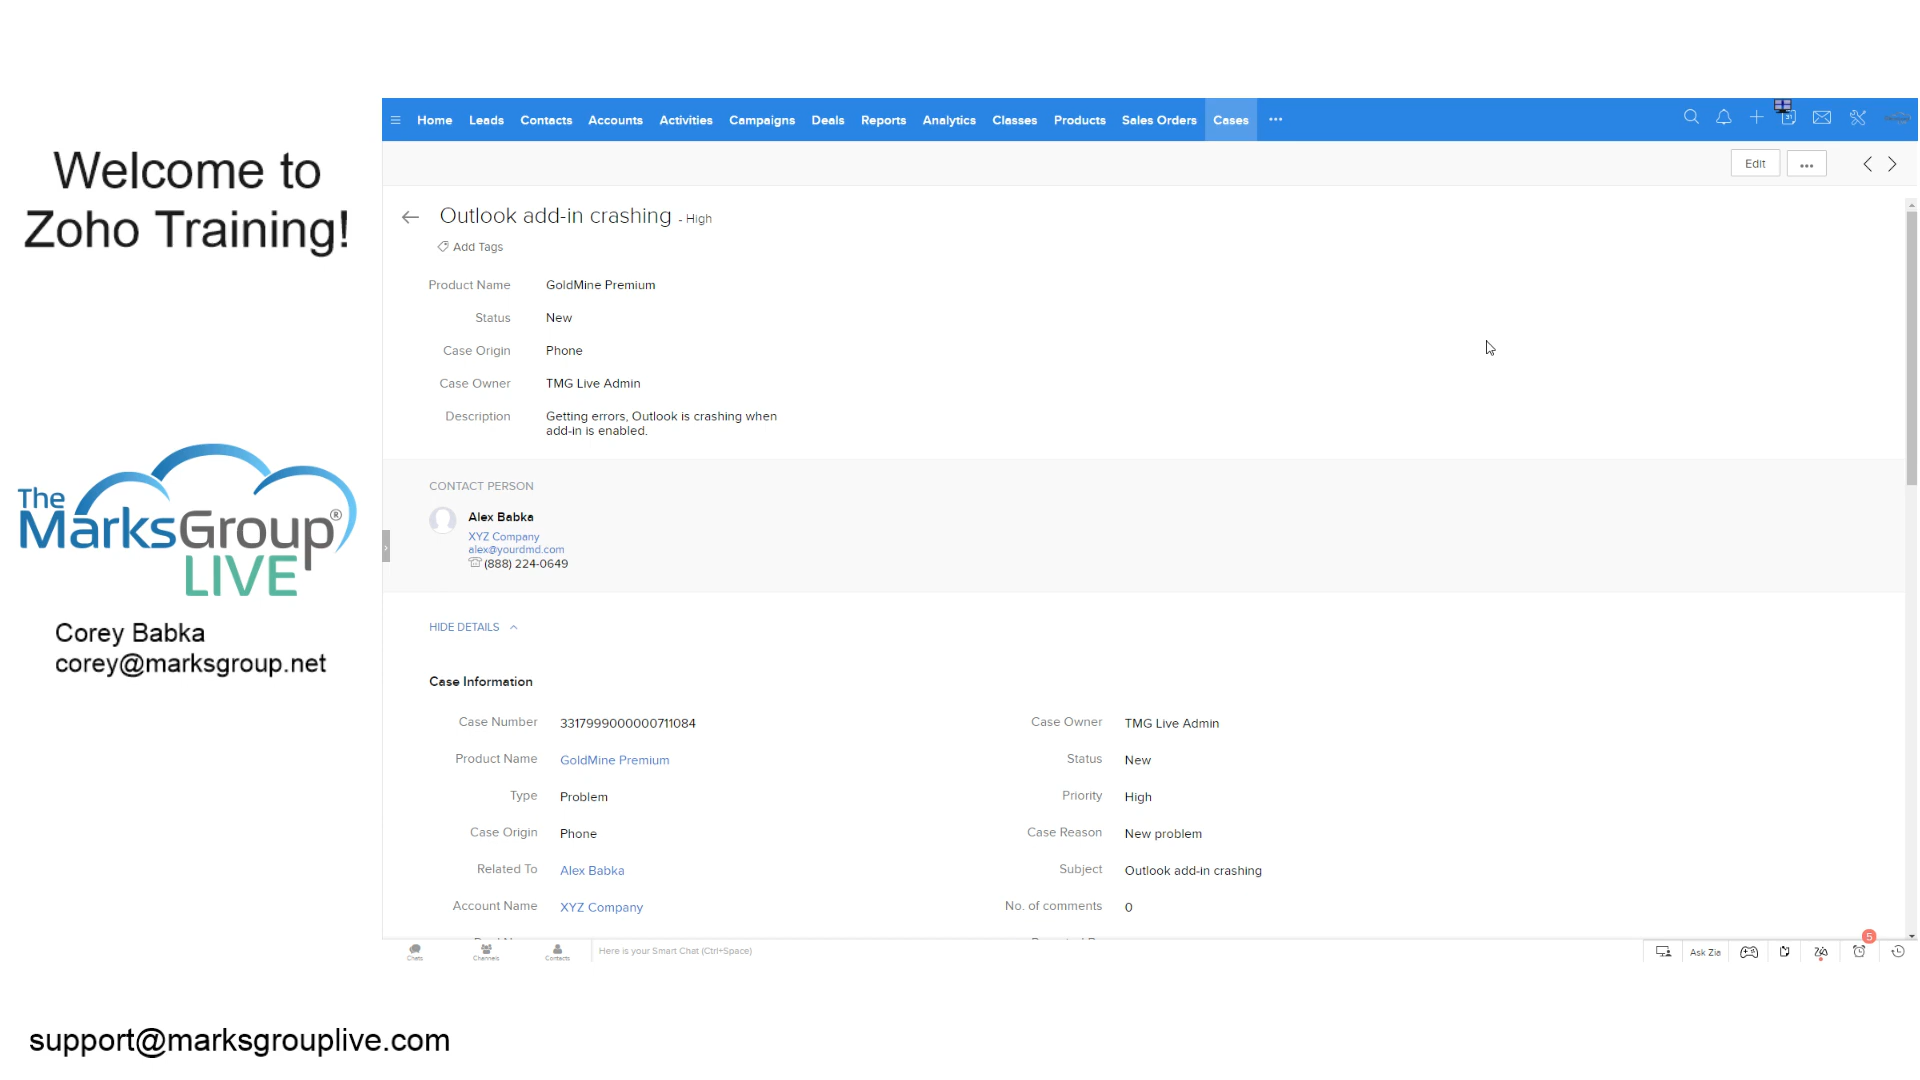 Welcome to
Zoho Training!
The
MarksGroup®
LIVE
Corey Babka
corey@marksgroup.net
support@marksgrouplive.com
Home Leads Contacts Accounts Activities Campaigns Deals Reports Analytics Classes Products Sales Orders Cases ...
31
Edit ...
Outlook add-in crashing - High
Add Tags
Product Name GoldMine Premium
Status New
Case Origin Phone
Case Owner TMG Live Admin
Description Getting errors, Outlook is crashing when
add-in is enabled.
CONTACT PERSON
Alex Babka
XYZ Company
alex@yourdmd.com
(888) 224-0649
HIDE DETAILS
Case Information
Case Number 3317999000000711084 Case Owner TMG Live Admin
Product Name GoldMine Premium Status New
Type Problem Priority High
Case Origin Phone Case Reason New problem
Related To Alex Babka Subject Outlook add-in crashing
Account Name XYZ Company No. of comments 0
5
Chats Channels Contacts Here is your Smart Chat (Ctrl+Space) Ask Zia